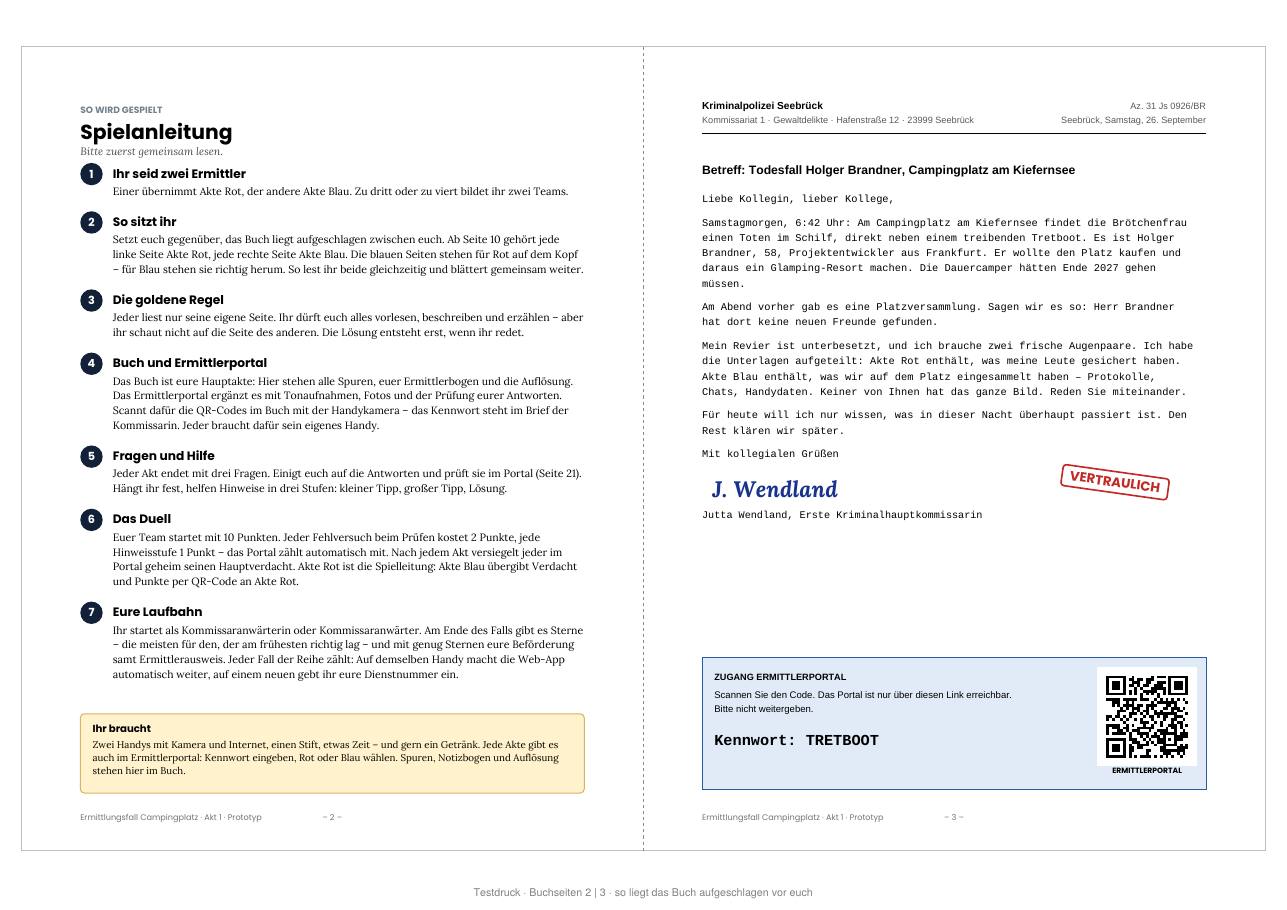 SO WIRD GESPIELT
Spielanleitung
Bitte zuerst gemeinsam lesen.
1 Ihr seid zwei Ermittler
Einer übernimmt Akte Rot, der andere Akte Blau. Zu dritt oder zu viert bildet ihr zwei Teams.
2 So sitzt ihr
Setzt euch gegenüber, das Buch liegt aufgeschlagen zwischen euch. Ab Seite 10 gehört jede
linke Seite Akte Rot, jede rechte Seite Akte Blau. Die blauen Seiten stehen für Rot auf dem Kopf
– für Blau stehen sie richtig herum. So lest ihr beide gleichzeitig und blättert gemeinsam weiter.
3 Die goldene Regel
Jeder liest nur seine eigene Seite. Ihr dürft euch alles vorlesen, beschreiben und erzählen – aber
ihr schaut nicht auf die Seite des anderen. Die Lösung entsteht erst, wenn ihr redet.
4 Buch und Ermittlerportal
Das Buch ist eure Hauptakte: Hier stehen alle Spuren, euer Ermittlerbogen und die Auflösung.
Das Ermittlerportal ergänzt es mit Tonaufnahmen, Fotos und der Prüfung eurer Antworten.
Scannt dafür die QR-Codes im Buch mit der Handykamera – das Kennwort steht im Brief der
Kommissarin. Jeder braucht dafür sein eigenes Handy.
5 Fragen und Hilfe
Jeder Akt endet mit drei Fragen. Einigt euch auf die Antworten und prüft sie im Portal (Seite 21).
Hängt ihr fest, helfen Hinweise in drei Stufen: kleiner Tipp, großer Tipp, Lösung.
6 Das Duell
Euer Team startet mit 10 Punkten. Jeder Fehlversuch beim Prüfen kostet 2 Punkte, jede
Hinweisstufe 1 Punkt – das Portal zählt automatisch mit. Nach jedem Akt versiegelt jeder im
Portal geheim seinen Hauptverdacht. Akte Rot ist die Spielleitung: Akte Blau übergibt Verdacht
und Punkte per QR-Code an Akte Rot.
7 Eure Laufbahn
Ihr startet als Kommissaranwärterin oder Kommissaranwärter. Am Ende des Falls gibt es Sterne
– die meisten für den, der am frühesten richtig lag – und mit genug Sternen eure Beförderung
samt Ermittlerausweis. Jeder Fall der Reihe zählt: Auf demselben Handy macht die Web-App
automatisch weiter, auf einem neuen gebt ihr eure Dienstnummer ein.
Ihr braucht
Zwei Handys mit Kamera und Internet, einen Stift, etwas Zeit – und gern ein Getränk. Jede Akte gibt es
auch im Ermittlerportal: Kennwort eingeben, Rot oder Blau wählen. Spuren, Notizbogen und Auflösung
stehen hier im Buch.
Ermittlungsfall Campingplatz · Akt 1 · Prototyp – 2 –
Kriminalpolizei Seebrück Az. 31 Js 0926/BR
Kommissariat 1 · Gewaltdelikte · Hafenstraße 12 · 23999 Seebrück Seebrück, Samstag, 26. September
Betreff: Todesfall Holger Brandner, Campingplatz am Kiefernsee
Liebe Kollegin, lieber Kollege,
Samstagmorgen, 6:42 Uhr: Am Campingplatz am Kiefernsee findet die Brötchenfrau
einen Toten im Schilf, direkt neben einem treibenden Tretboot. Es ist Holger
Brandner, 58, Projektentwickler aus Frankfurt. Er wollte den Platz kaufen und
daraus ein Glamping-Resort machen. Die Dauercamper hätten Ende 2027 gehen
müssen.
Am Abend vorher gab es eine Platzversammlung. Sagen wir es so: Herr Brandner
hat dort keine neuen Freunde gefunden.
Mein Revier ist unterbesetzt, und ich brauche zwei frische Augenpaare. Ich habe
die Unterlagen aufgeteilt: Akte Rot enthält, was meine Leute gesichert haben.
Akte Blau enthält, was wir auf dem Platz eingesammelt haben – Protokolle,
Chats, Handydaten. Keiner von Ihnen hat das ganze Bild. Reden Sie miteinander.
Für heute will ich nur wissen, was in dieser Nacht überhaupt passiert ist. Den
Rest klären wir später.
Mit kollegialen Grüßen
J. Wendland
VERTRAULICH
Jutta Wendland, Erste Kriminalhauptkommissarin
ZUGANG ERMITTLERPORTAL
Scannen Sie den Code. Das Portal ist nur über diesen Link erreichbar.
Bitte nicht weitergeben.
Kennwort: TRETBOOT
ERMITTLERPORTAL
Ermittlungsfall Campingplatz · Akt 1 · Prototyp – 3 –
Testdruck · Buchseiten 2 | 3 · so liegt das Buch aufgeschlagen vor euch